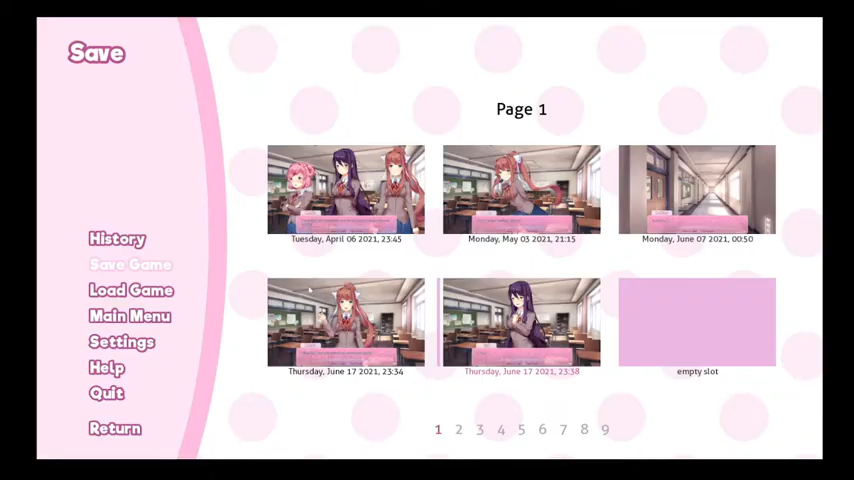 Save
Page 1
Tuesday, April 06 2021, 23:45
Monday, May 03 2021, 21:15
Monday, June 07 2021, 00:50
History
Save Game
Load Game
Main Menu
Settings
Help
Quit
Return
Thursday, June 17 2021, 23:34
Thursday, June 17 2021, 23:38
empty slot
1 2 3 4 5 6 7 8 9